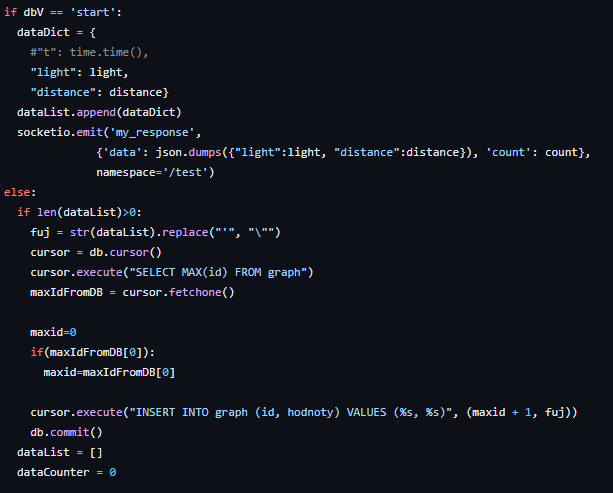 if dbV == 'start':
  dataDict = {
    #"t": time.time(),
    "light": light,
    "distance": distance}
  dataList.append(dataDict)
  socketio.emit('my_response',
              {'data': json.dumps({"light":light, "distance":distance}), 'count': count},
              namespace='/test')
else:
  if len(dataList)>0:
    fuj = str(dataList).replace("'", "\"")
    cursor = db.cursor()
    cursor.execute("SELECT MAX(id) FROM graph")
    maxIdFromDB = cursor.fetchone()

    maxid=0
    if(maxIdFromDB[0]):
      maxid=maxIdFromDB[0]

    cursor.execute("INSERT INTO graph (id, hodnoty) VALUES (%s, %s)", (maxid + 1, fuj))
    db.commit()
  dataList = []
  dataCounter = 0